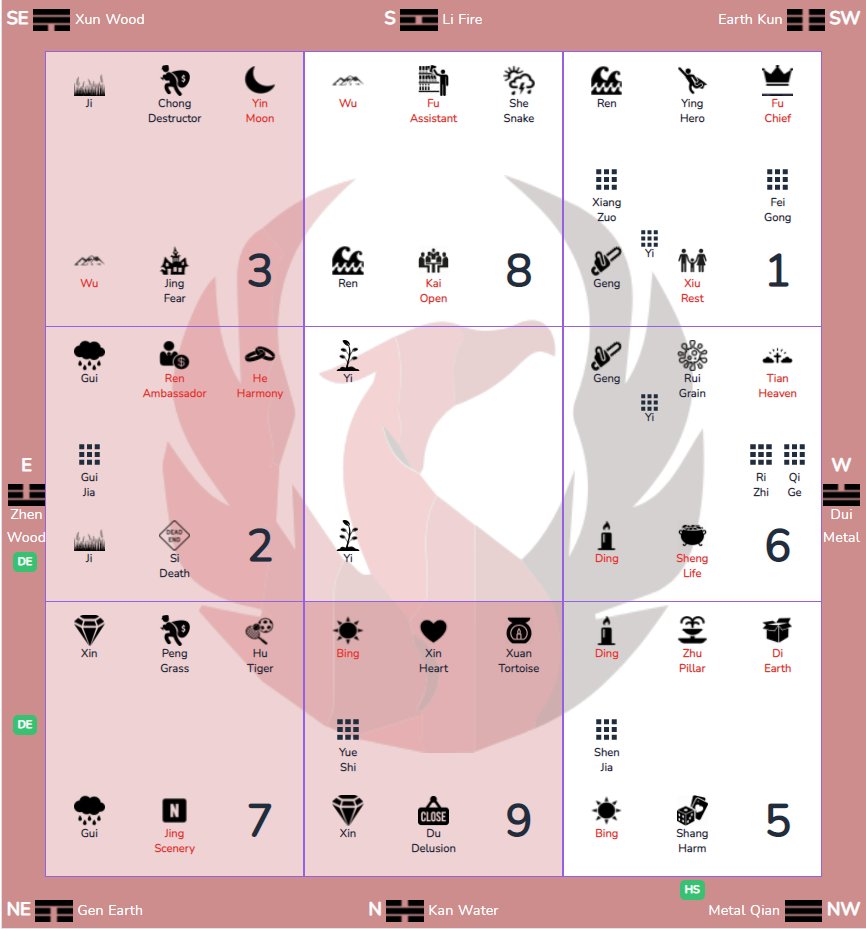 SE Xun Wood S Li Fire Earth Kun SW
Ji Chong Destructor Yin Moon
Wu Fu Assistant She Snake
Ren Ying Hero Fu Chief
Xiang Zuo Fei Gong
Yi
Wu Jing Fear 3
Ren Kai Open 8
Geng Xiu Rest 1
Gui Ren Ambassador He Harmony
Yi
Geng Rui Grain Tian Heaven
Yi
Gui Jia
Ri Zhi Qi Ge
E
Zhen
Wood
DE
W
Dui
Metal
Ji DEAD END Si Death 2
Yi
Ding Sheng Life 6
Xin Peng Grass Hu Tiger
Bing Xin Heart A Xuan Tortoise
Ding Zhu Pillar Di Earth
DE
Yue Shi
Shen Jia
Gui N Jing Scenery 7
Xin CLOSE Du Delusion 9
Bing Shang Harm 5
HS
NE Gen Earth N Kan Water Metal Qian NW